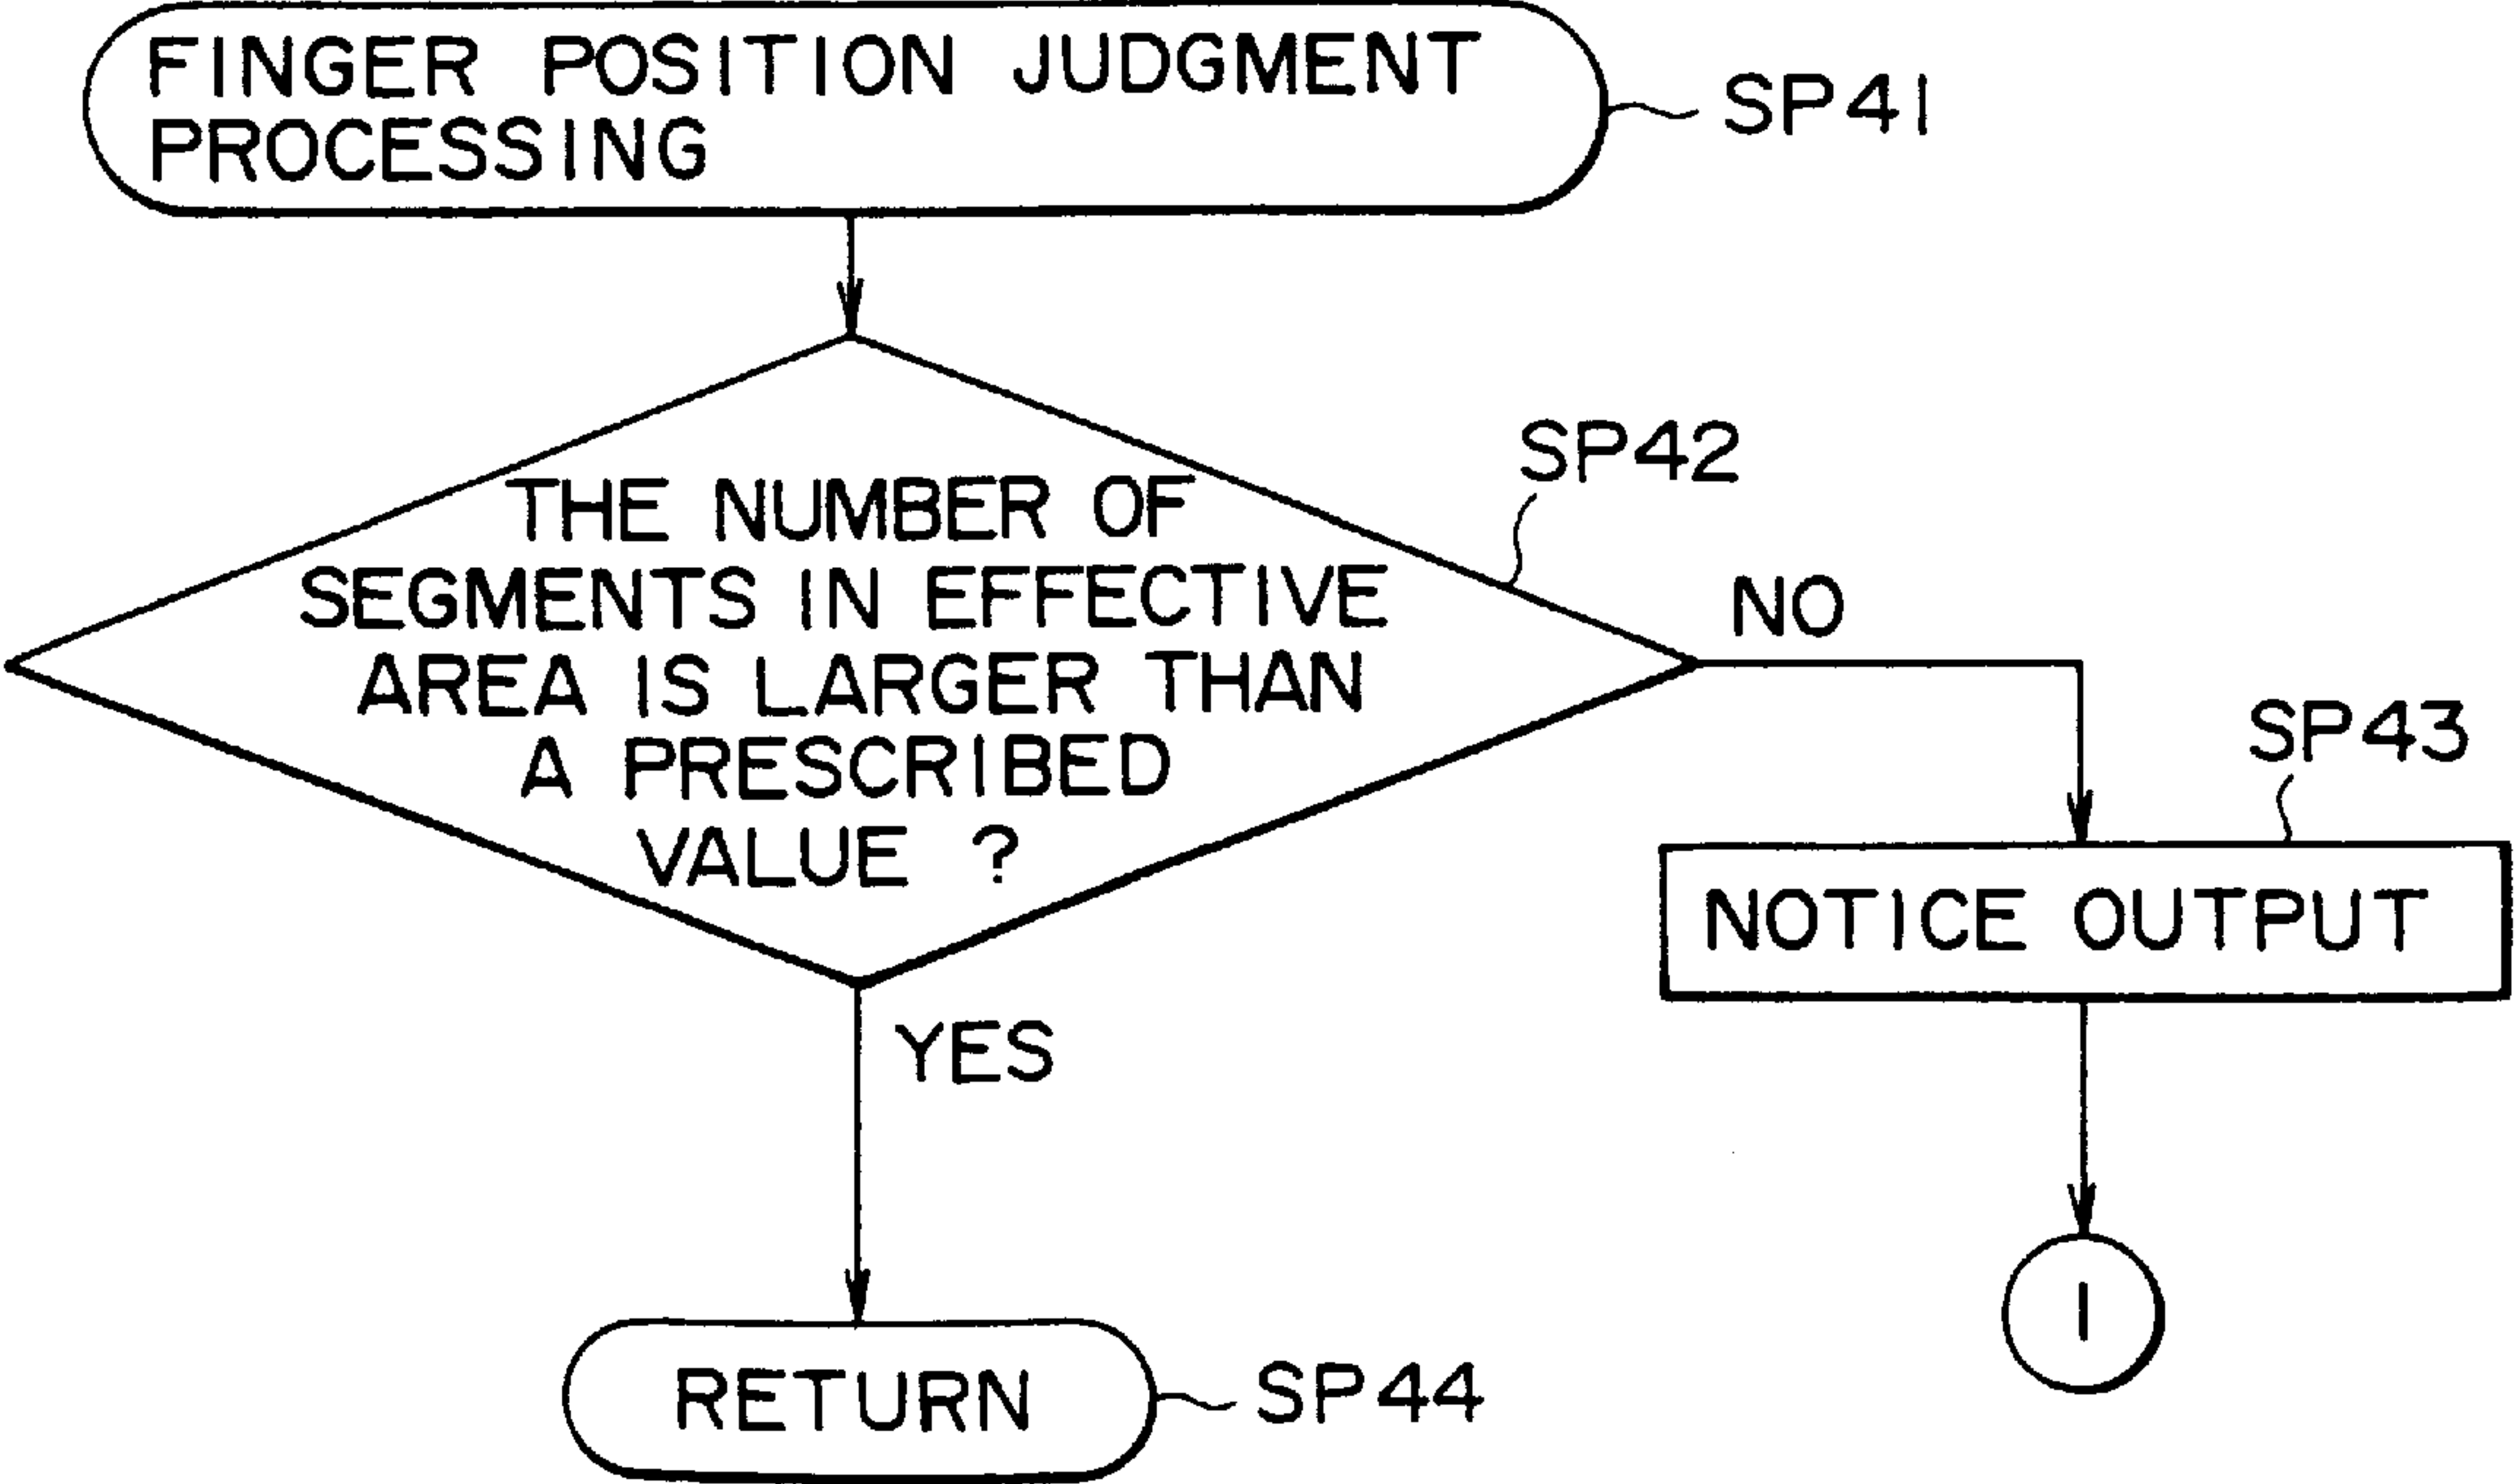 FINGER POSITION JUDGMENT
PROCESSING
SP41
THE NUMBER OF
SEGMENTS IN EFFECTIVE
AREA IS LARGER THAN
A PRESCRIBED
VALUE ?
SP42
NO
SP43
NOTICE OUTPUT
YES
1
RETURN
SP44